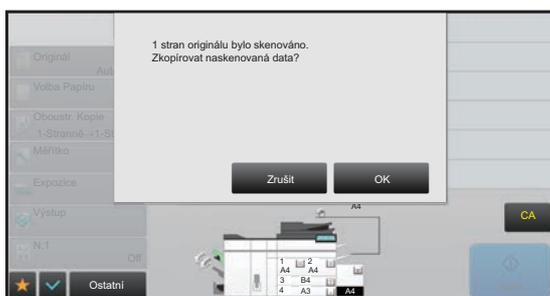 1 stran originálu bylo skenováno.
Zkopírovat naskenovaná data?
Zrušit
OK
Originál
Aut
Volba Papíru
Oboustr. Kopie
1-Stranně→1-St
Měřítko
Expozice
Výstup
N:1
Off
Ostatní
A4
CA
1
2
A4
A4
3
B4
4
A3
A4